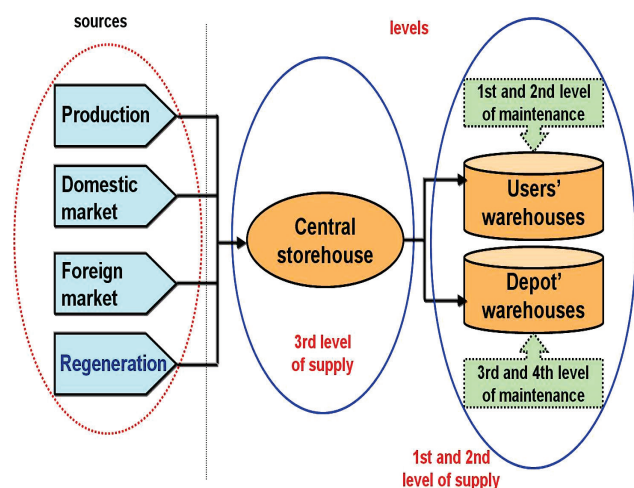 sources
levels
Production
Domestic
market
Foreign
market
Regeneration
Central
storehouse
3rd level
of supply
1st and 2nd level
of maintenance
Users’
warehouses
Depot’
warehouses
3rd and 4th level
of maintenance
1st and 2nd
level of supply